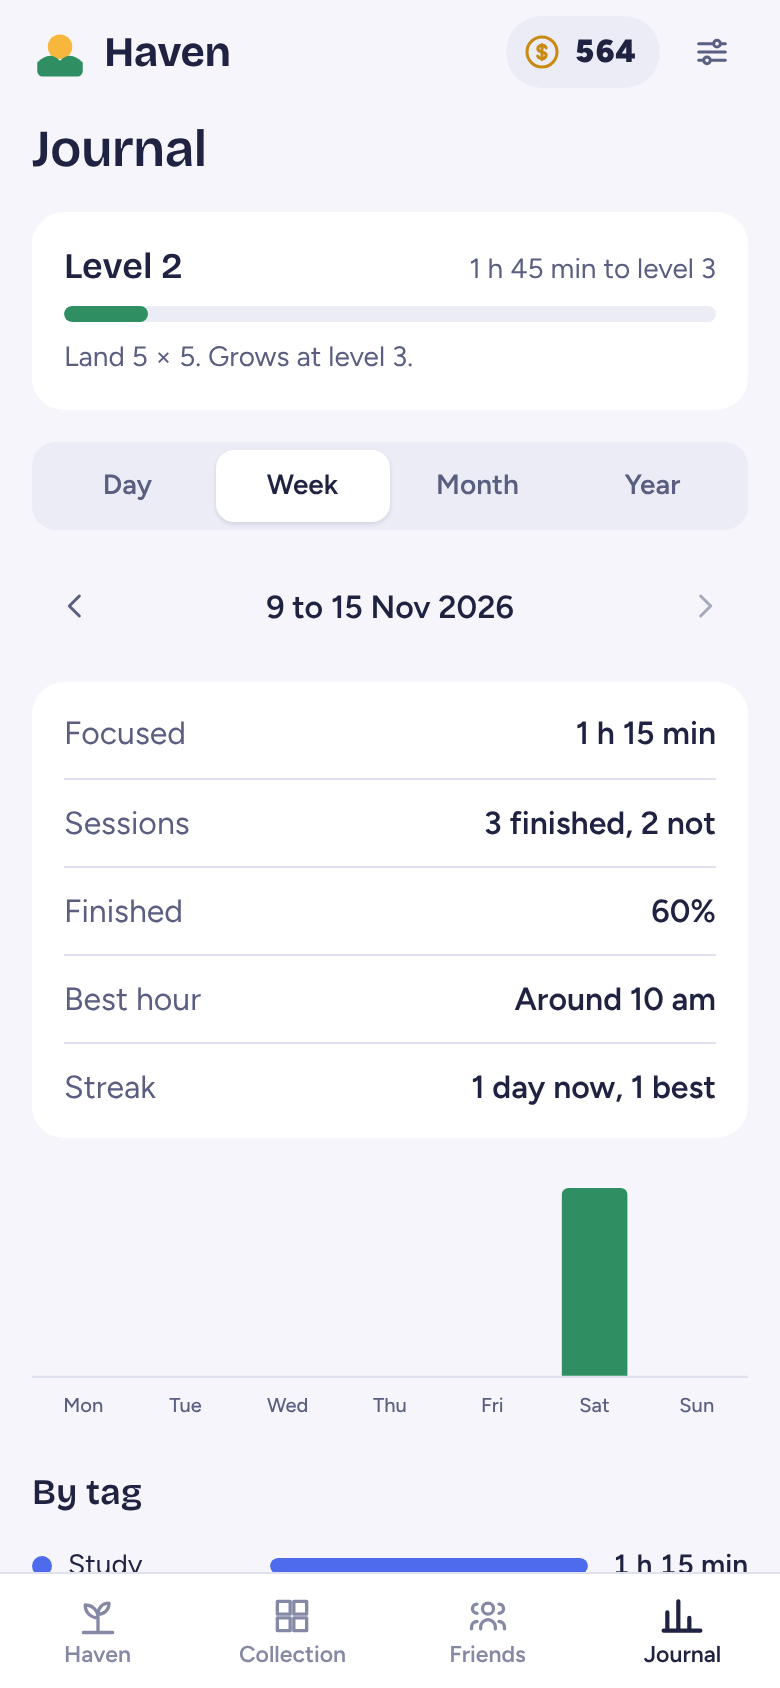 Haven
564
Journal
Level 2
1 h 45 min to level 3
Land 5 × 5. Grows at level 3.
Day
Week
Month
Year
9 to 15 Nov 2026
Focused
1 h 15 min
Sessions
3 finished, 2 not
Finished
60%
Best hour
Around 10 am
Streak
1 day now, 1 best
Mon
Tue
Wed
Thu
Fri
Sat
Sun
By tag
Study
1 h 15 min
Haven
Collection
Friends
Journal